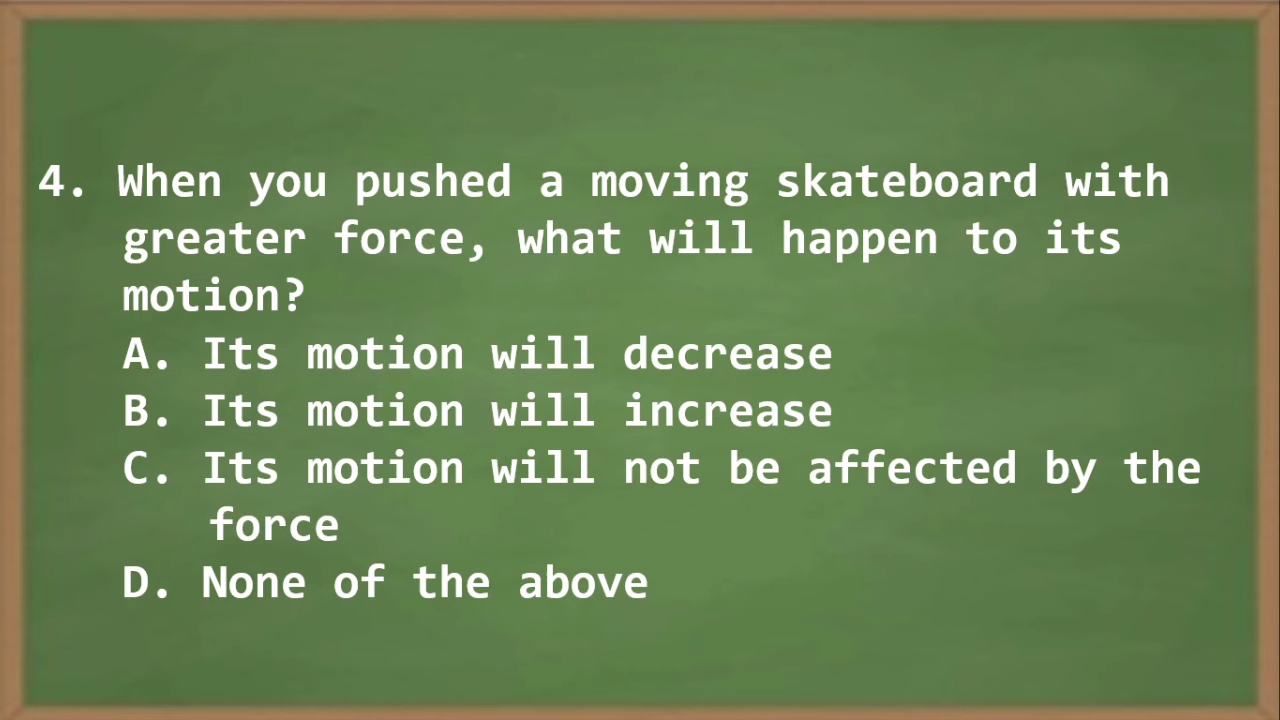 4. When you pushed a moving skateboard with
greater force, what will happen to its
motion?
A. Its motion will decrease
B. Its motion will increase
C. Its motion will not be affected by the
force
D. None of the above